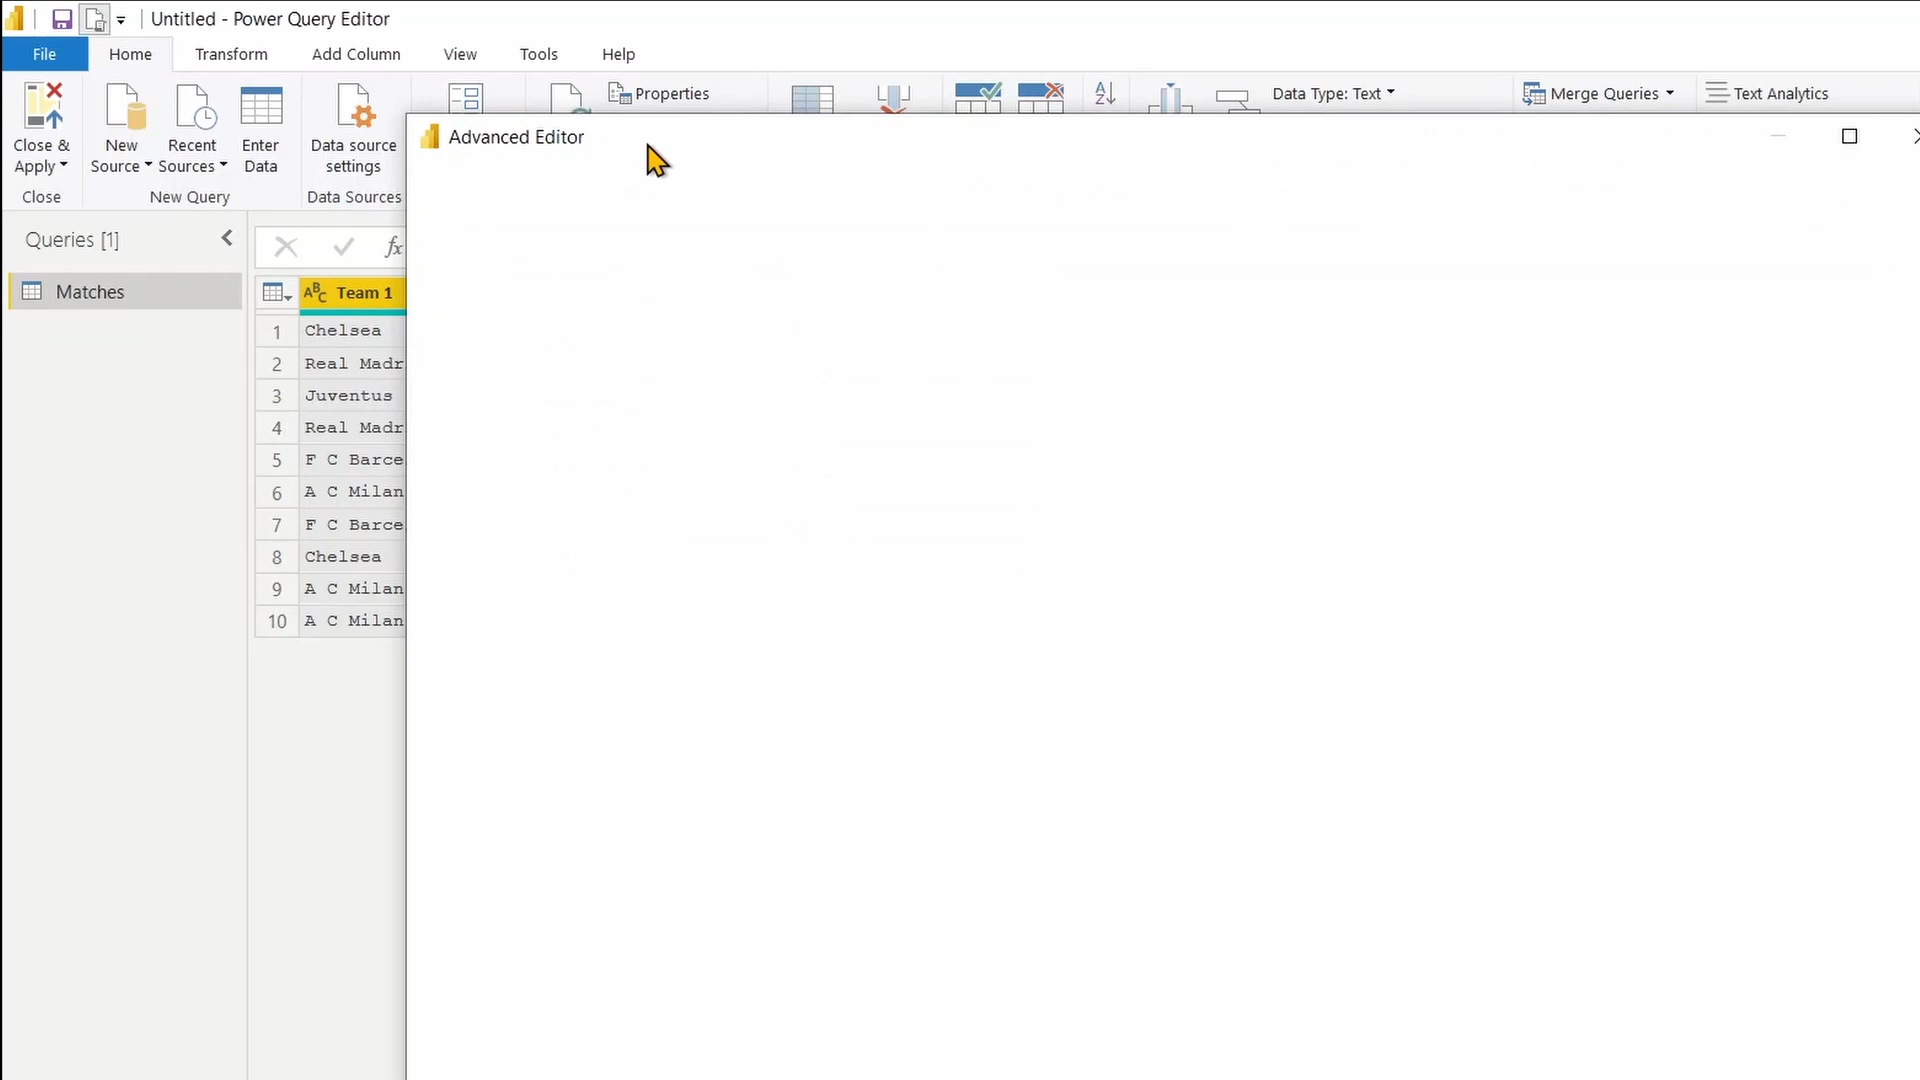 Untitled - Power Query Editor
File Home Transform Add Column View Tools Help
Properties
Data Type: Text
Merge Queries
Text Analytics
Close & Apply
New Source
Recent Sources
Enter Data
Data source settings
Close
New Query
Data Sources
Advanced Editor
Queries [1]
fx
Matches
ABC Team 1
1 Chelsea
2 Real Madr
3 Juventus
4 Real Madr
5 F C Barce
6 A C Milan
7 F C Barce
8 Chelsea
9 A C Milan
10 A C Milan